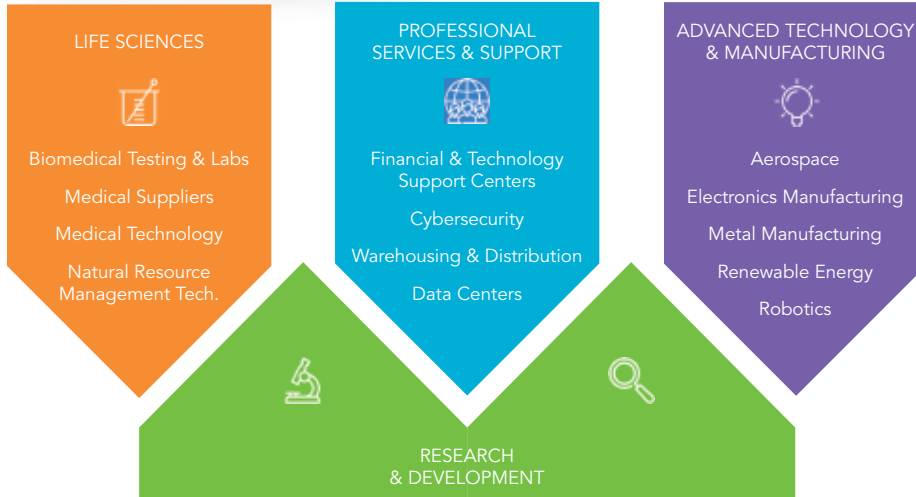 LIFE SCIENCES
Biomedical Testing & Labs
Medical Suppliers
Medical Technology
Natural Resource
Management Tech.
PROFESSIONAL
SERVICES & SUPPORT
Financial & Technology
Support Centers
Cybersecurity
Warehousing & Distribution
Data Centers
ADVANCED TECHNOLOGY
& MANUFACTURING
Aerospace
Electronics Manufacturing
Metal Manufacturing
Renewable Energy
Robotics
RESEARCH
& DEVELOPMENT